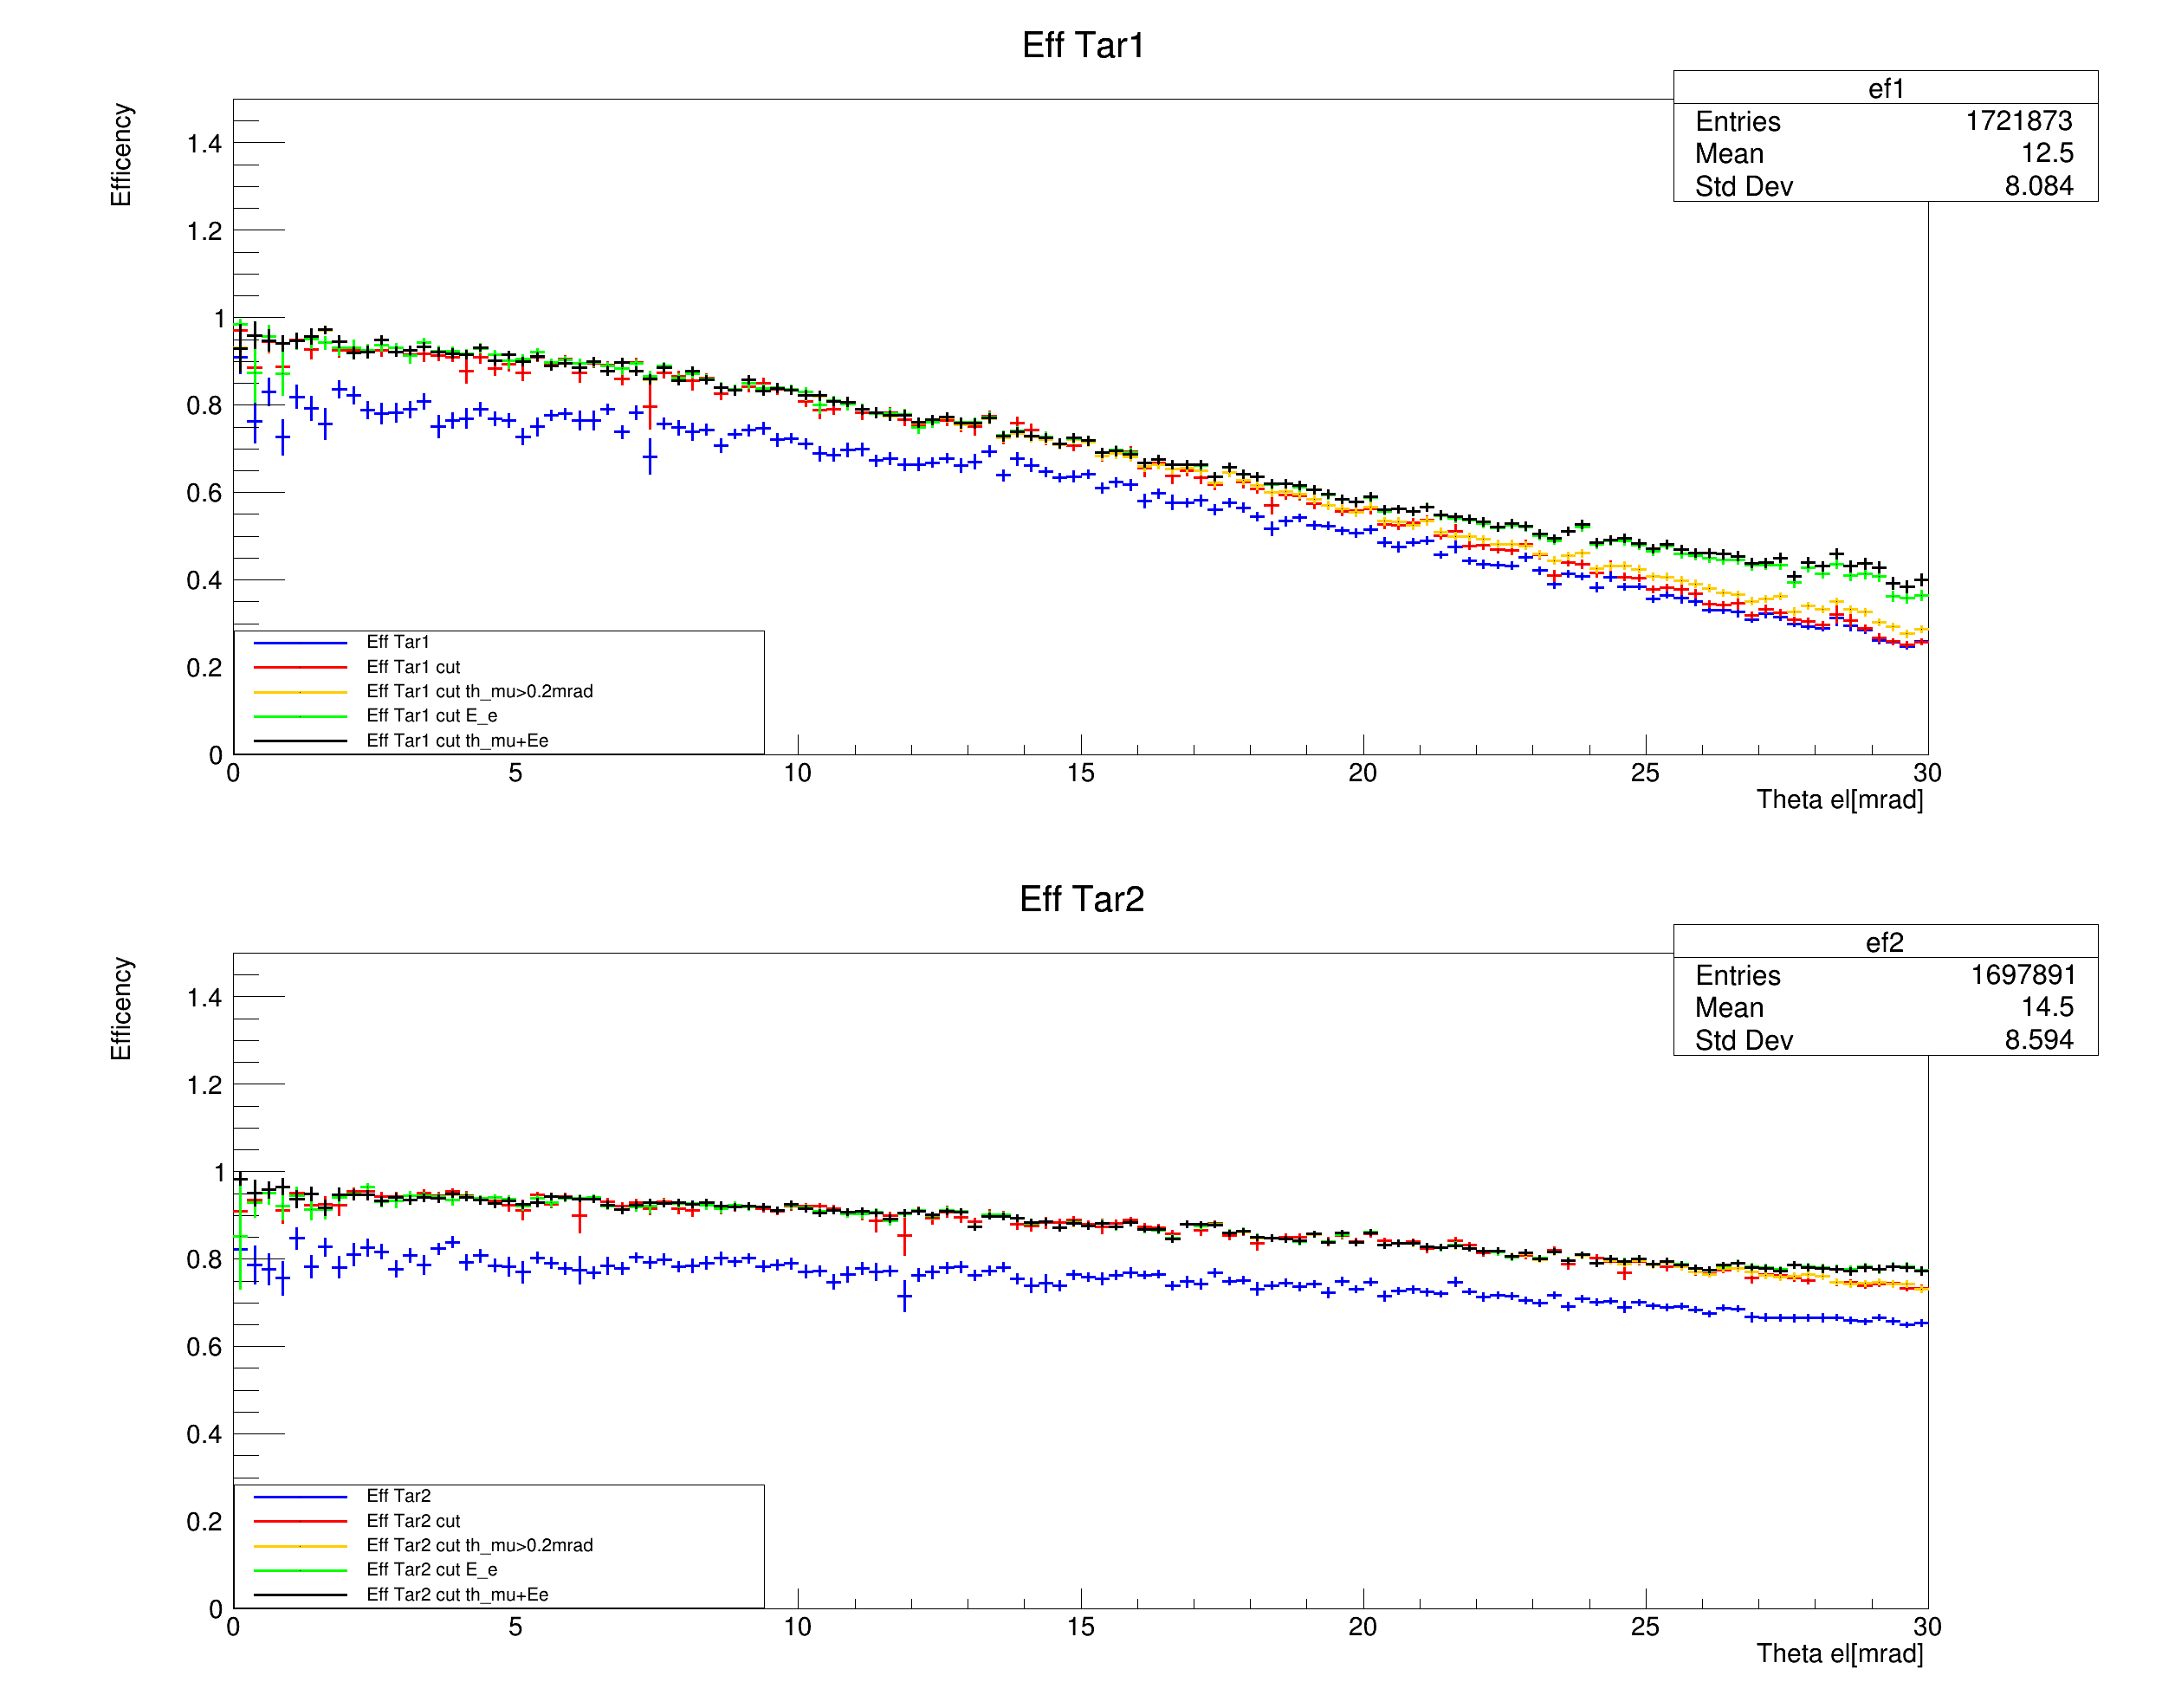 Eff Tar1
ef1
Entries 1721873
Mean 12.5
Std Dev 8.084
Efficency
1.4
1.2
1
0.8
0.6
0.4
0.2
0
Eff Tar1
Eff Tar1 cut
Eff Tar1 cut th_mu>0.2mrad
Eff Tar1 cut E_e
Eff Tar1 cut th_mu+Ee
0 5 10 15 20 25 30
Theta el[mrad]
Eff Tar2
ef2
Entries 1697891
Mean 14.5
Std Dev 8.594
Efficency
1.4
1.2
1
0.8
0.6
0.4
0.2
0
Eff Tar2
Eff Tar2 cut
Eff Tar2 cut th_mu>0.2mrad
Eff Tar2 cut E_e
Eff Tar2 cut th_mu+Ee
0 5 10 15 20 25 30
Theta el[mrad]